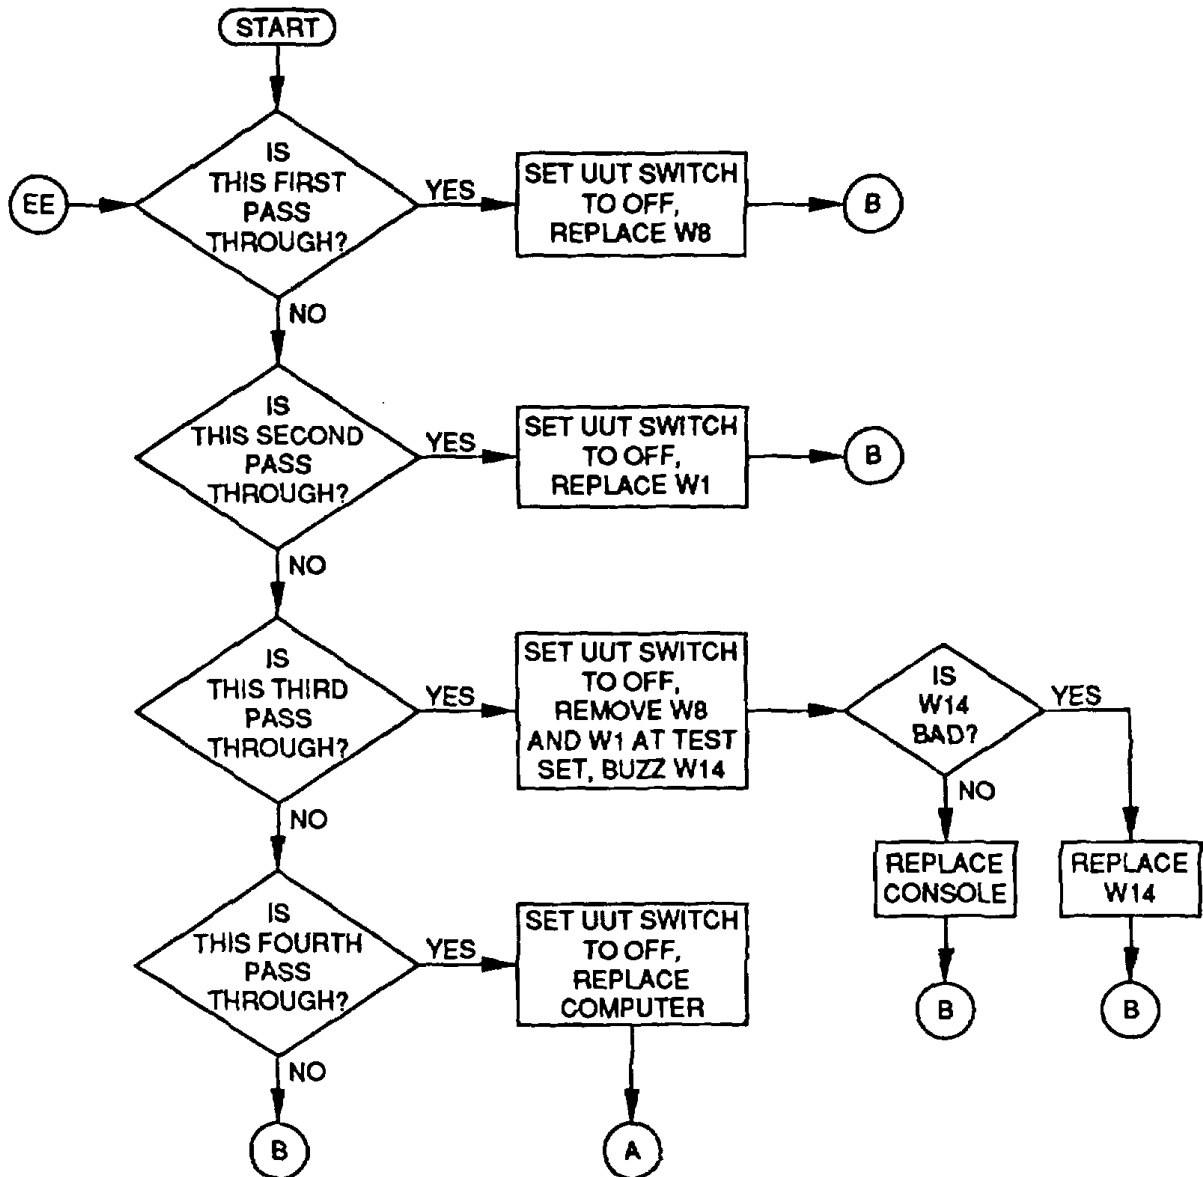 START
IS
THIS FIRST
PASS
THROUGH?
EE
YES
SET UUT SWITCH
TO OFF,
REPLACE W8
B
NO
IS
THIS SECOND
PASS
THROUGH?
YES
SET UUT SWITCH
TO OFF,
REPLACE W1
B
NO
IS
THIS THIRD
PASS
THROUGH?
YES
SET UUT SWITCH
TO OFF,
REMOVE W8
AND W1 AT TEST
SET, BUZZ W14
IS
W14
BAD?
YES
NO
REPLACE
CONSOLE
REPLACE
W14
B
B
NO
IS
THIS FOURTH
PASS
THROUGH?
YES
SET UUT SWITCH
TO OFF,
REPLACE
COMPUTER
NO
B
A